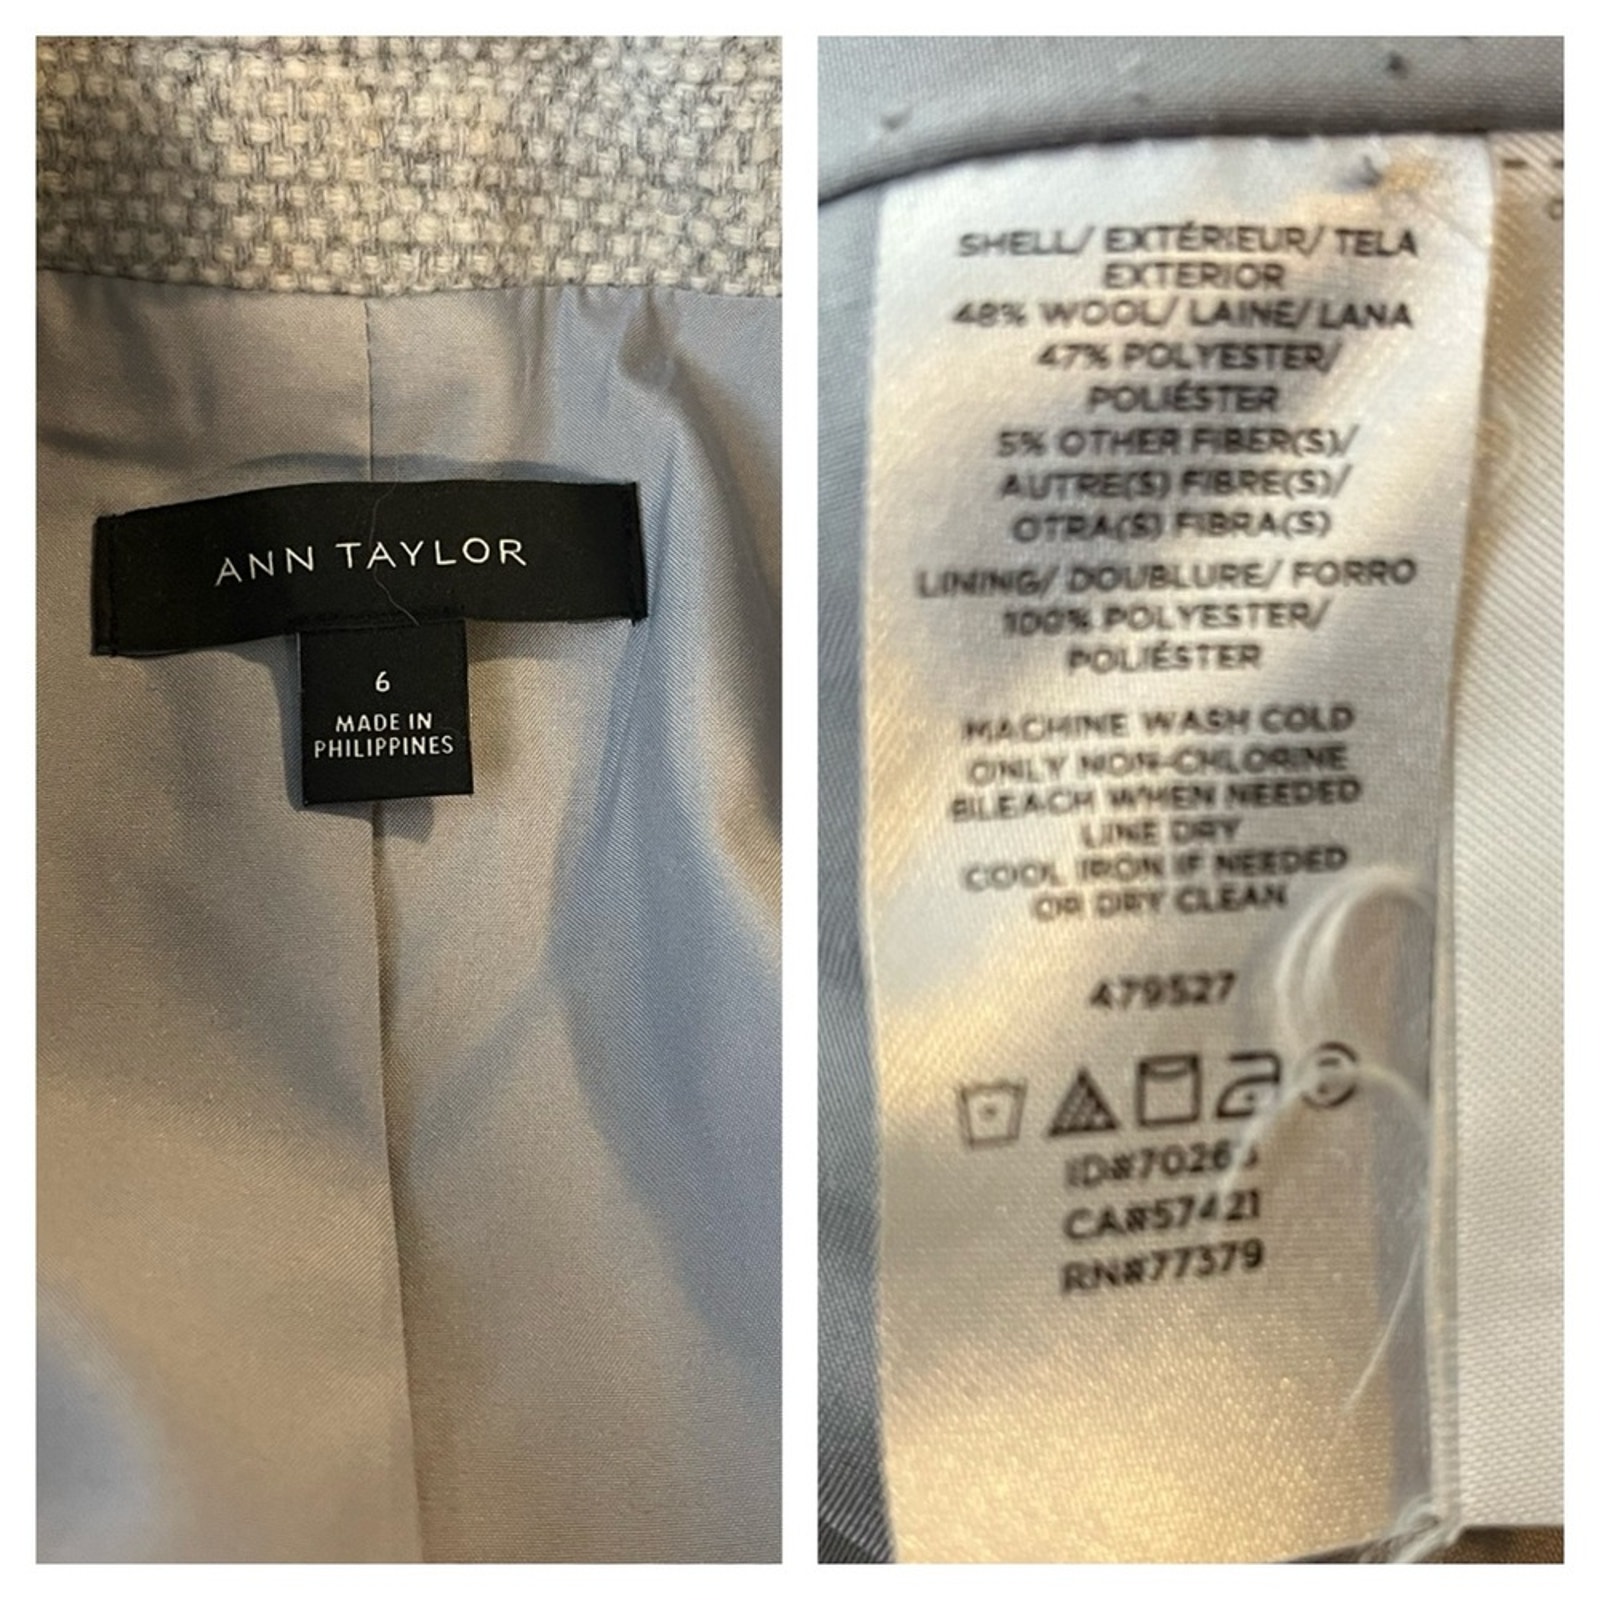 ANN TAYLOR
6
MADE IN
PHILIPPINES
SHELL/ EXTÉRIEUR/ TELA
EXTERIOR
48% WOOL/ LAINE/ LANA
47% POLYESTER/
POLIÉSTER
5% OTHER FIBER(S)/
AUTRE(S) FIBRE(S)/
OTRA(S) FIBRA(S)
LINING/ DOUBLURE/ FORRO
100% POLYESTER/
POLIÉSTER
MACHINE WASH COLD
ONLY NON-CHLORINE
BLEACH WHEN NEEDED
LINE DRY
COOL IRON IF NEEDED
OR DRY CLEAN
479527
CA#57421
RN#77379